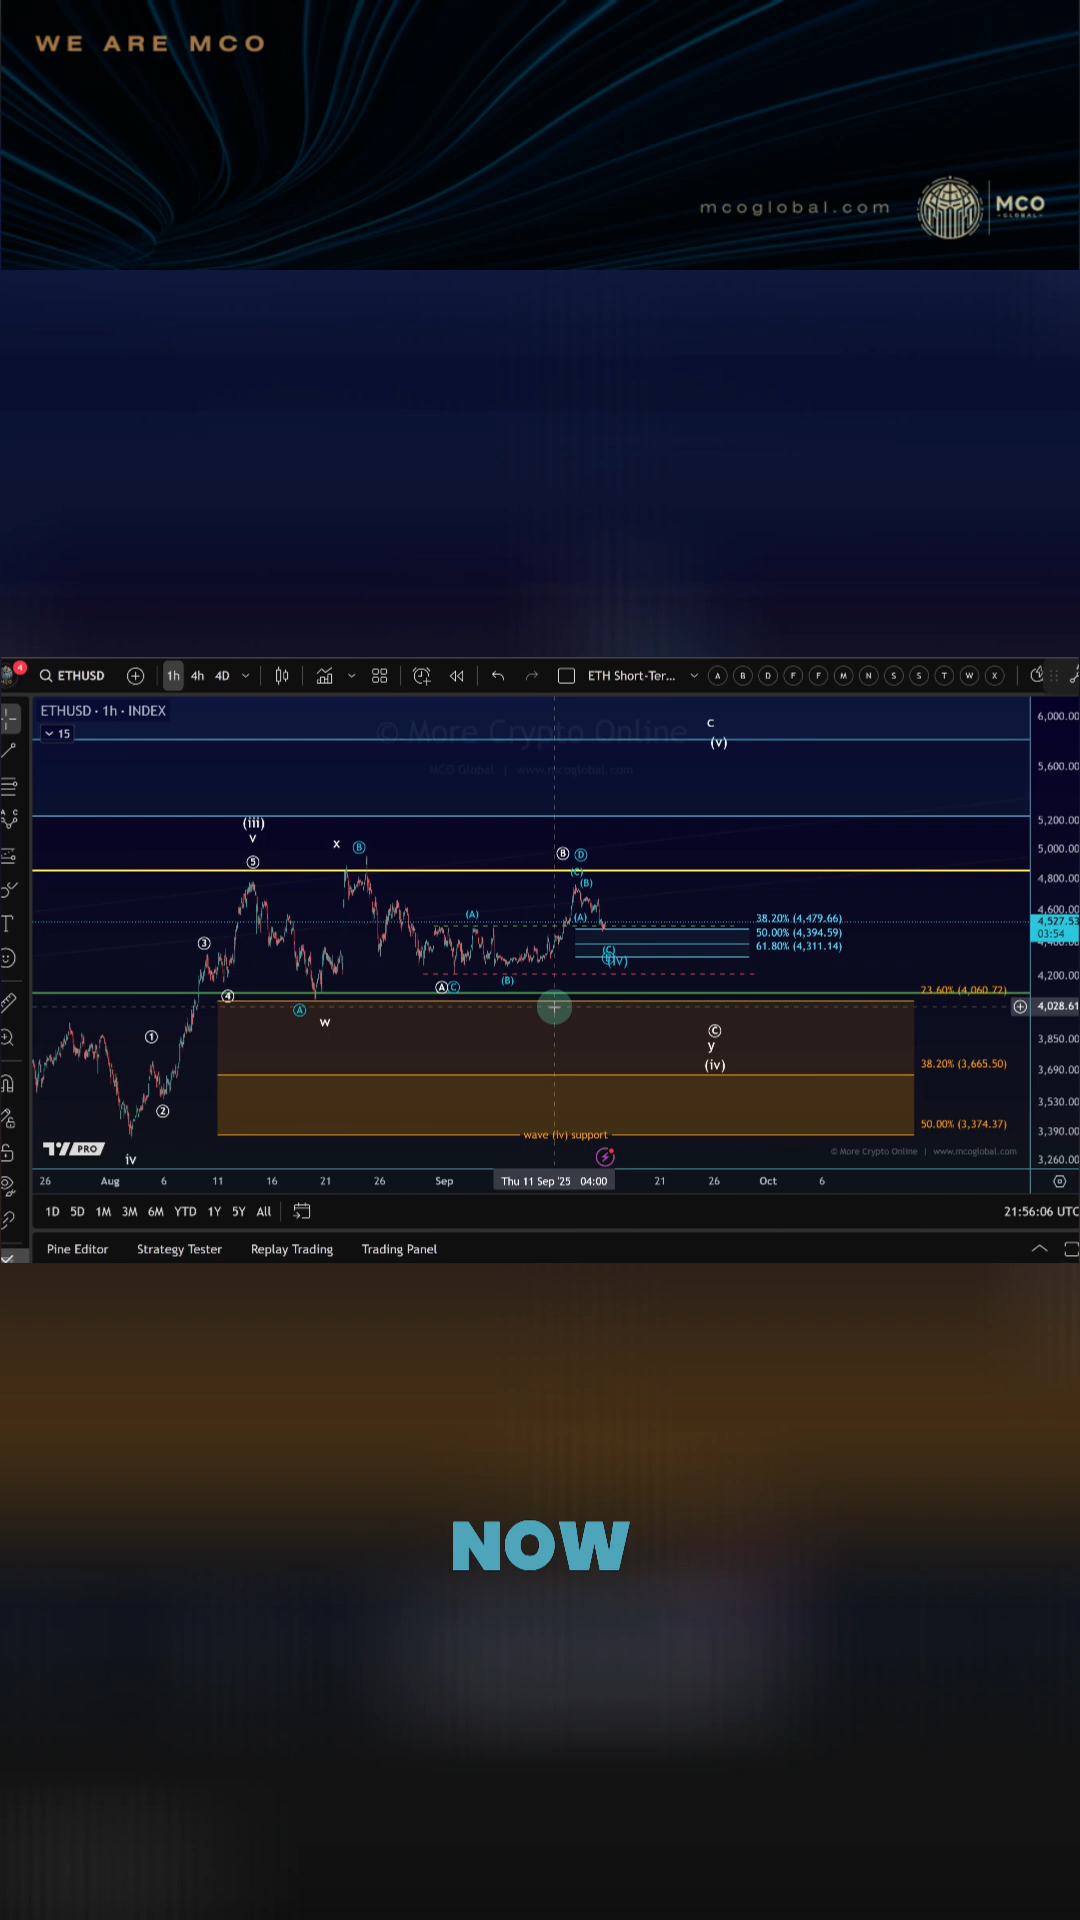 WE ARE MCO
mcoglobal.com
MCO
GLOBAL
4
ETHUSD
1h
4h
4D
ETH Short-Ter...
A B D F F M N S S T W X
ETHUSD · 1h · INDEX
15
© More Crypto Online
MCO Global | www.mcoglobal.com
c
(v)
6,000.00
5,600.00
5,200.00
5,000.00
4,800.00
4,600.00
4,527.53
03:54
4,400.00
4,200.00
4,028.61
3,850.00
3,690.00
3,530.00
3,390.00
3,260.00
(iii)
v
5
x
B
B
D
(C)
(B)
(A)
(A)
38.20% (4,479.66)
50.00% (4,394.59)
61.80% (4,311.14)
3
(C)
(iv)
4
A
C
(B)
23.60% (4,060.72)
A
w
1
C
y
(iv)
38.20% (3,665.50)
2
50.00% (3,374.37)
wave (iv) support
iv
PRO
© More Crypto Online | www.mcoglobal.com
26
Aug
6
11
16
21
26
Sep
Thu 11 Sep '25 04:00
21
26
Oct
6
1D 5D 1M 3M 6M YTD 1Y 5Y All
21:56:06 UTC
Pine Editor
Strategy Tester
Replay Trading
Trading Panel
NOW